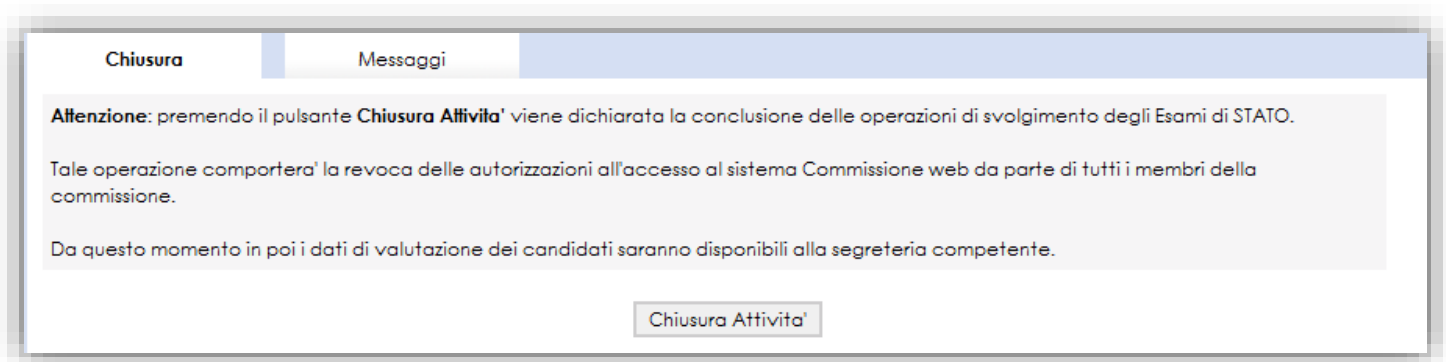 Chiusura Messaggi
Attenzione: premendo il pulsante Chiusura Attivita' viene dichiarata la conclusione delle operazioni di svolgimento degli Esami di STATO.
Tale operazione comportera' la revoca delle autorizzazioni all'accesso al sistema Commissione web da parte di tutti i membri della
commissione.
Da questo momento in poi i dati di valutazione dei candidati saranno disponibili alla segreteria competente.
Chiusura Attivita'